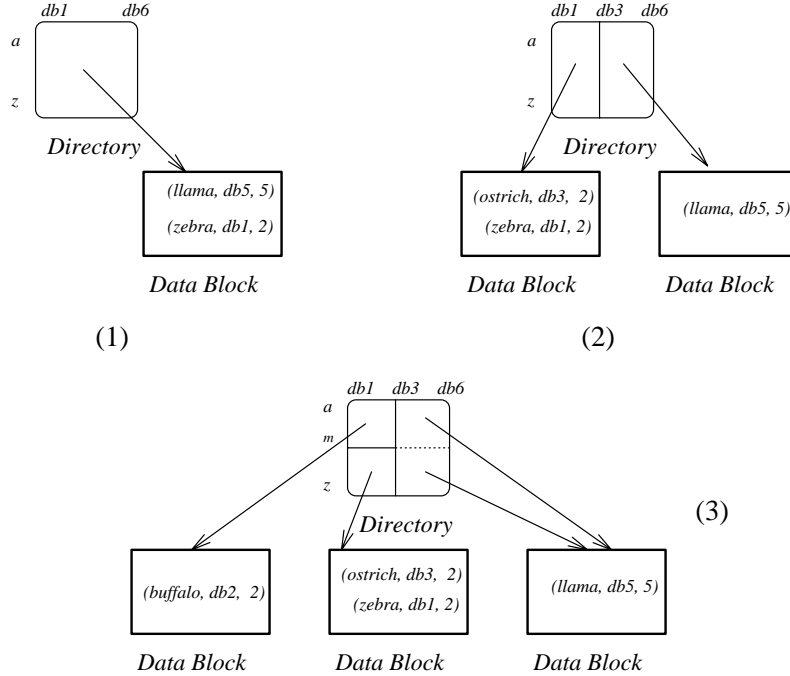 db1 db6
a
z
Directory
(llama, db5, 5)
(zebra, db1, 2)
Data Block
(1)
db1 db3 db6
a
z
Directory
(ostrich, db3, 2)
(zebra, db1, 2)
Data Block
(llama, db5, 5)
Data Block
(2)
db1 db3 db6
a
m
z
Directory
(3)
(buffalo, db2, 2)
Data Block
(ostrich, db3, 2)
(zebra, db1, 2)
Data Block
(llama, db5, 5)
Data Block